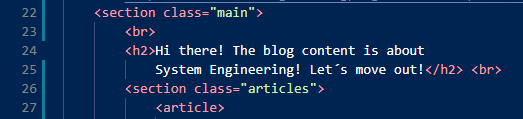 22 <section class="main">
23 <br>
24 <h2>Hi there! The blog content is about
25 System Engineering! Let´s move out!</h2> <br>
26 <section class="articles">
27 <article>